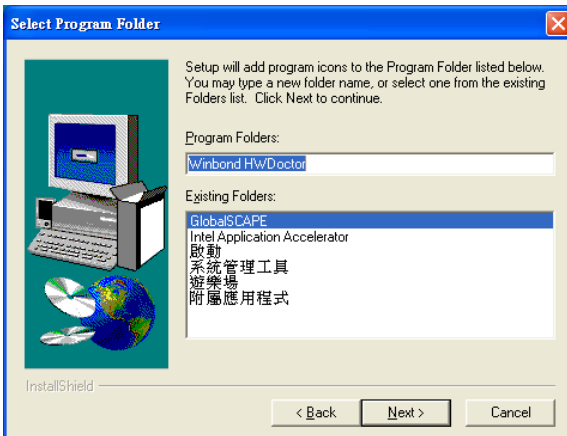 Select Program Folder
Setup will add program icons to the Program Folder listed below.
You may type a new folder name, or select one from the existing
Folders list. Click Next to continue.
Program Folders:
Winbond HWDoctor
Existing Folders:
GlobalSCAPE
Intel Application Accelerator
啟動
系統管理工具
遊樂場
附屬應用程式
InstallShield
< Back Next > Cancel